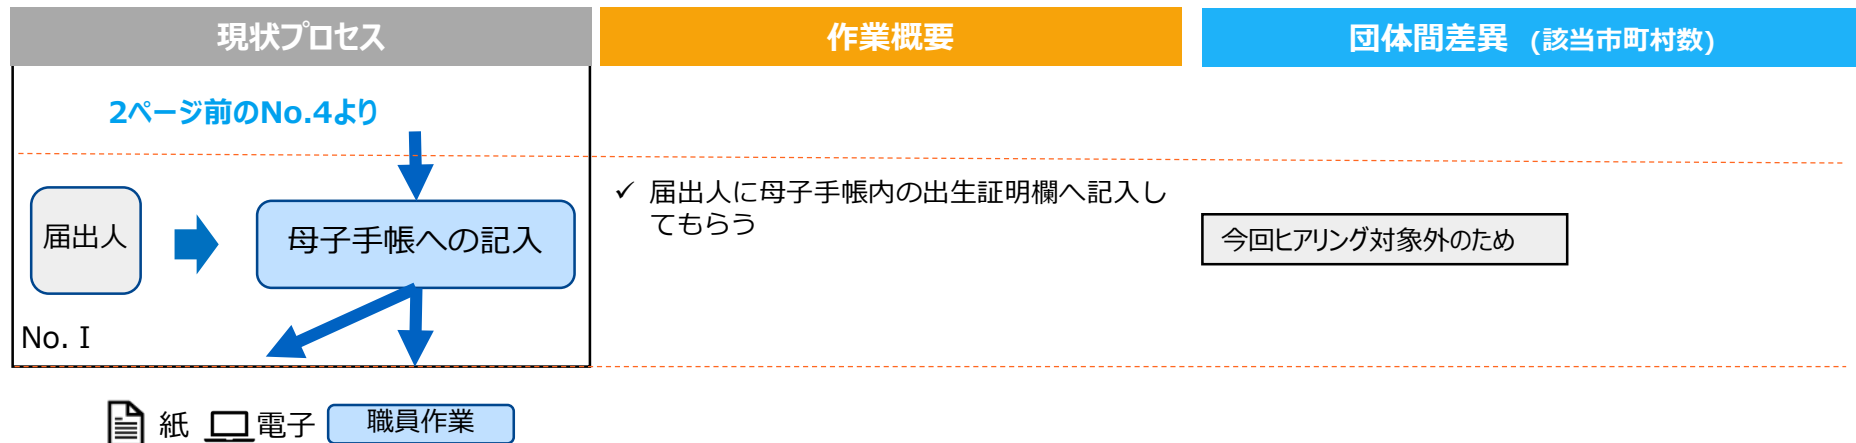 現状プロセス
作業概要
団体間差異 (該当市町村数)
2ページ前のNo.4より
届出人
母子手帳への記入
No. I
✓ 届出人に母子手帳内の出生証明欄へ記入し
てもらう
今回ヒアリング対象外のため
紙
電子
職員作業